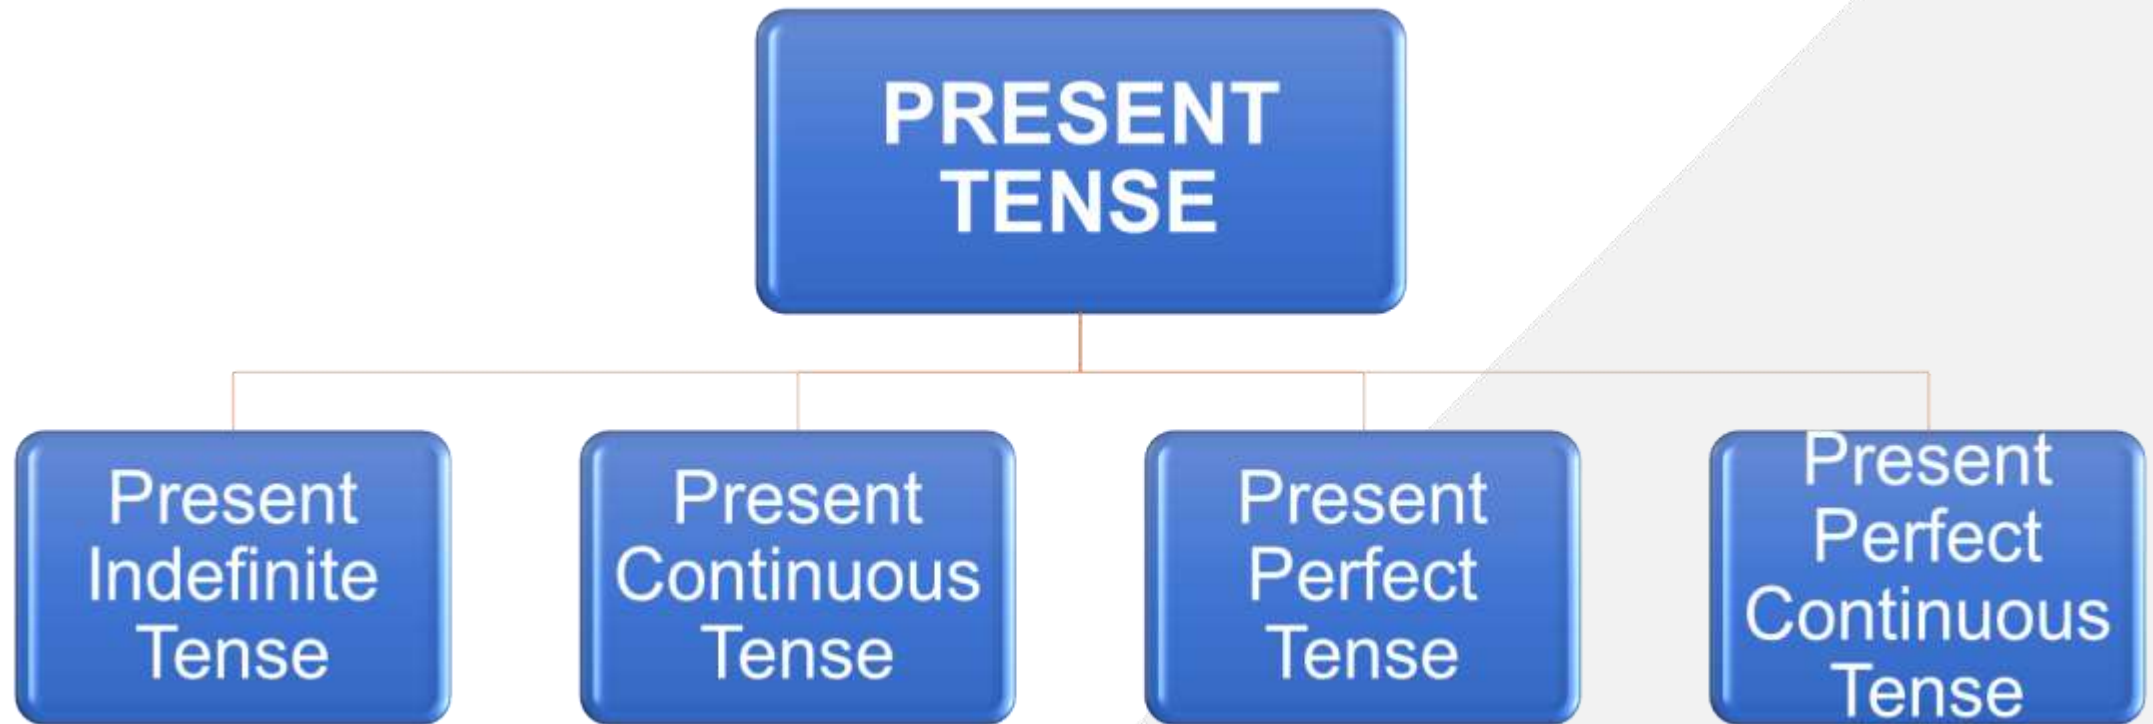 PRESENT
TENSE
Present
Indefinite
Tense
Present
Continuous
Tense
Present
Perfect
Tense
Present
Perfect
Continuous
Tense